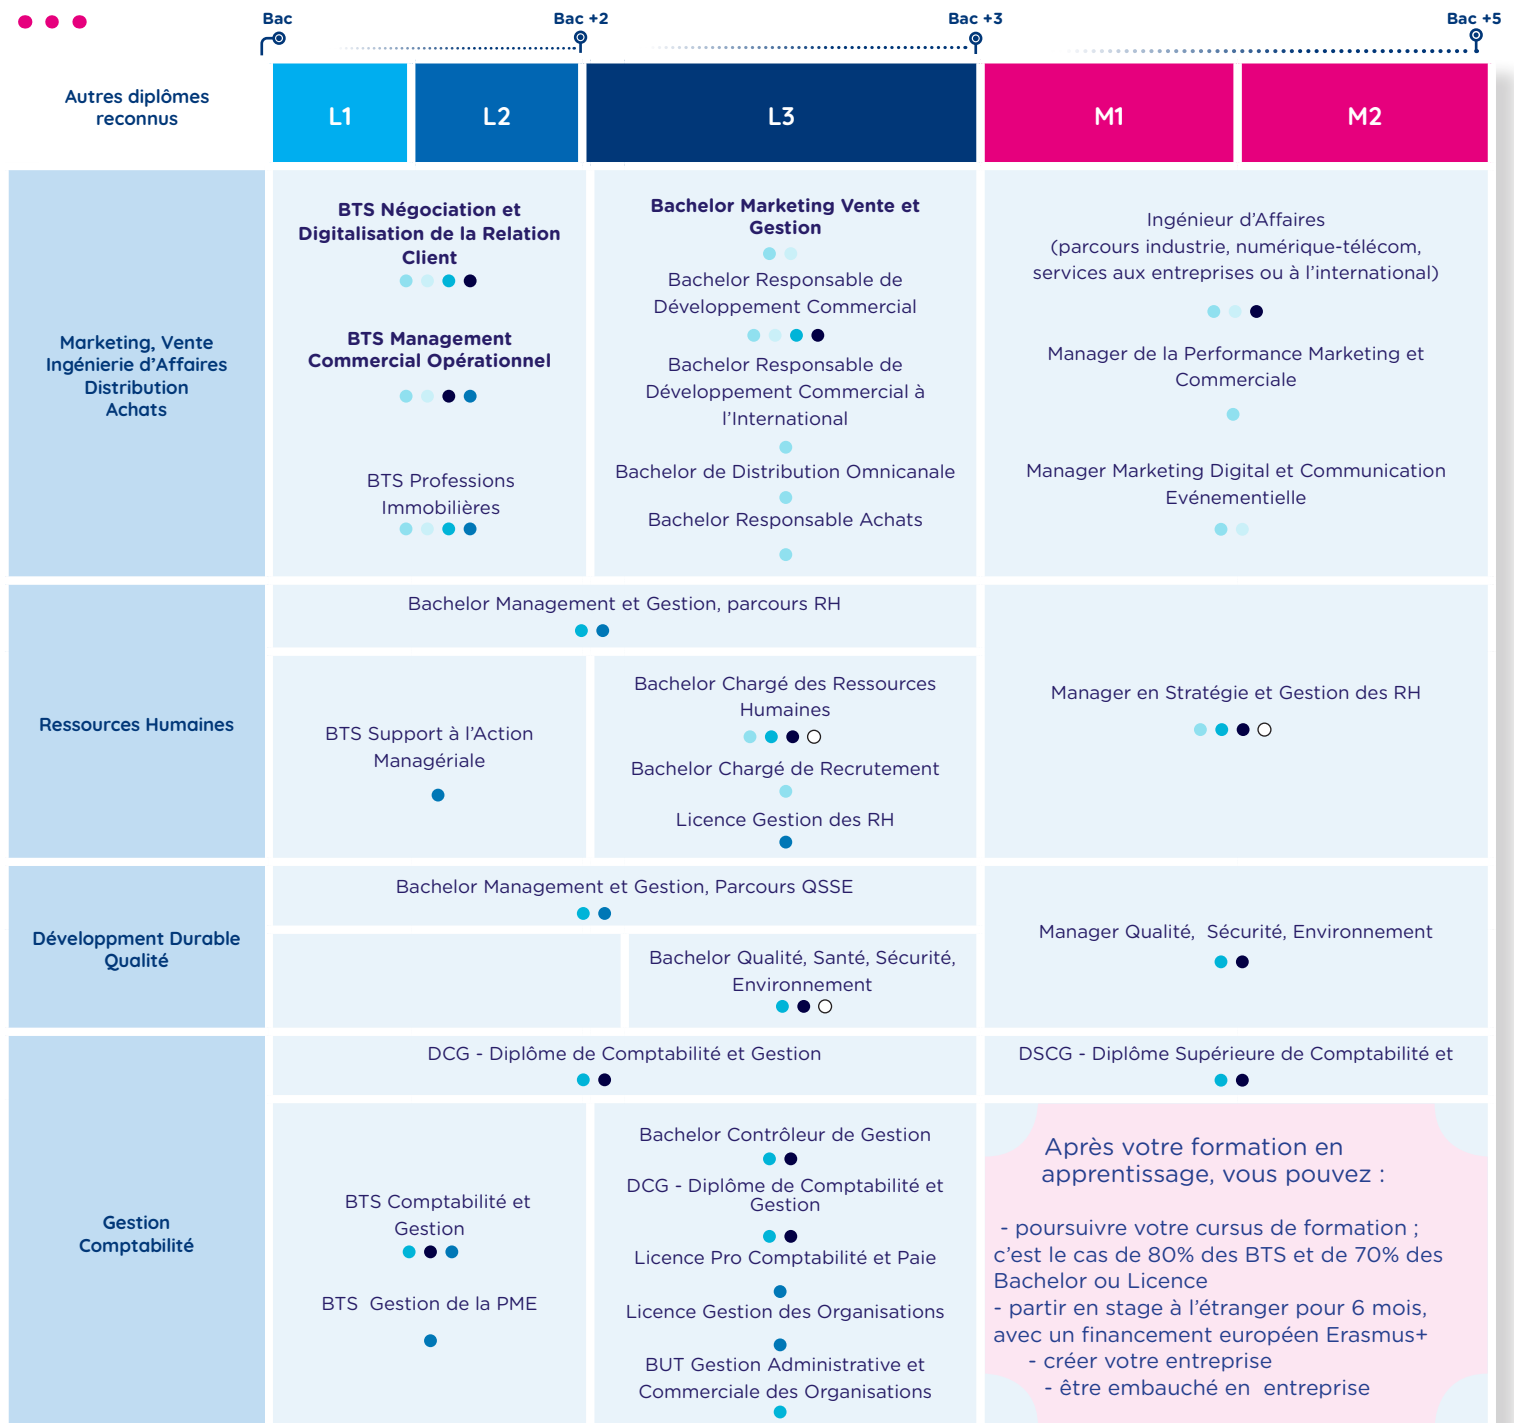 Bac
Bac +2
Bac +3
Bac +5
Autres diplômes
reconnus
L1
L2
L3
M1
M2
Marketing, Vente
Ingénierie d'Affaires
Distribution
Achats
BTS Négociation et
Digitalisation de la Relation
Client
BTS Management
Commercial Opérationnel
BTS Professions
Immobilières
Bachelor Marketing Vente et
Gestion
Bachelor Responsable de
Développement Commercial
Bachelor Responsable de
Développement Commercial à
l'International
Bachelor de Distribution Omnicanale
Bachelor Responsable Achats
Ingénieur d'Affaires
(parcours industrie, numérique-télécom,
services aux entreprises ou à l'international)
Manager de la Performance Marketing et
Commerciale
Manager Marketing Digital et Communication
Evénementielle
Ressources Humaines
Bachelor Management et Gestion, parcours RH
BTS Support à l'Action
Managériale
Bachelor Chargé des Ressources
Humaines
Bachelor Chargé de Recrutement
Licence Gestion des RH
Manager en Stratégie et Gestion des RH
Développment Durable
Qualité
Bachelor Management et Gestion, Parcours QSSE
Bachelor Qualité, Santé, Sécurité,
Environnement
Manager Qualité, Sécurité, Environnement
Gestion
Comptabilité
DCG - Diplôme de Comptabilité et Gestion
DSCG - Diplôme Supérieure de Comptabilité et
BTS Comptabilité et
Gestion
BTS Gestion de la PME
Bachelor Contrôleur de Gestion
DCG - Diplôme de Comptabilité et
Gestion
Licence Pro Comptabilité et Paie
Licence Gestion des Organisations
BUT Gestion Administrative et
Commerciale des Organisations
Après votre formation en
apprentissage, vous pouvez :
- poursuivre votre cursus de formation ;
c'est le cas de 80% des BTS et de 70% des
Bachelor ou Licence
- partir en stage à l'étranger pour 6 mois,
avec un financement européen Erasmus+
- créer votre entreprise
- être embauché en entreprise